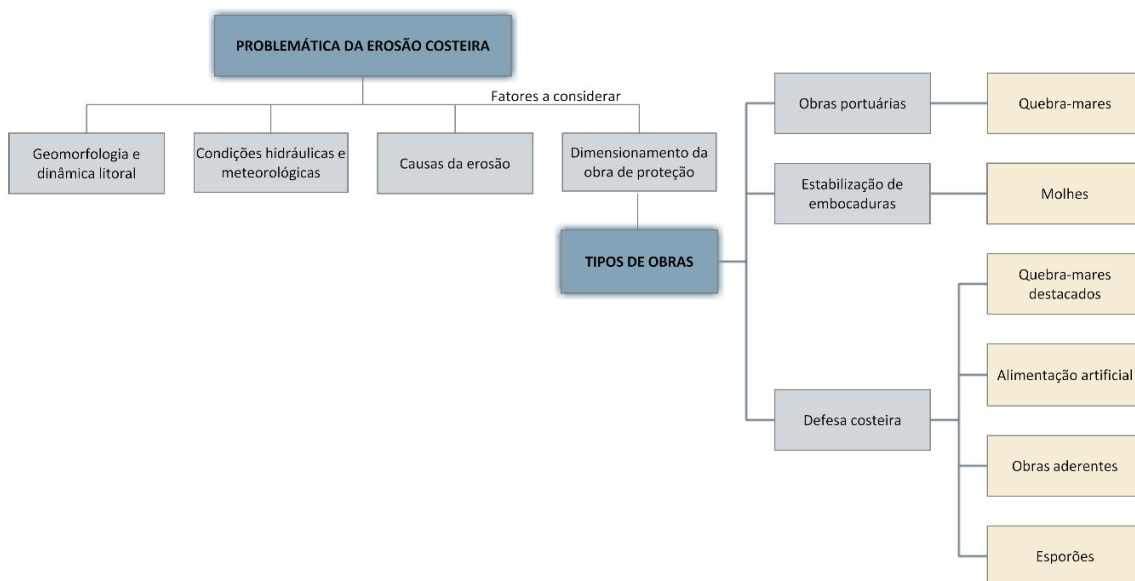 PROBLEMÁTICA DA EROSÃO COSTEIRA
Fatores a considerar
Geomorfologia e
dinâmica litoral
Condições hidráulicas e
meteorológicas
Causas da erosão
Dimensionamento da
obra de proteção
TIPOS DE OBRAS
Obras portuárias
Quebra-mares
Estabilização de
embocaduras
Molhes
Defesa costeira
Quebra-mares
destacados
Alimentação artificial
Obras aderentes
Esporões